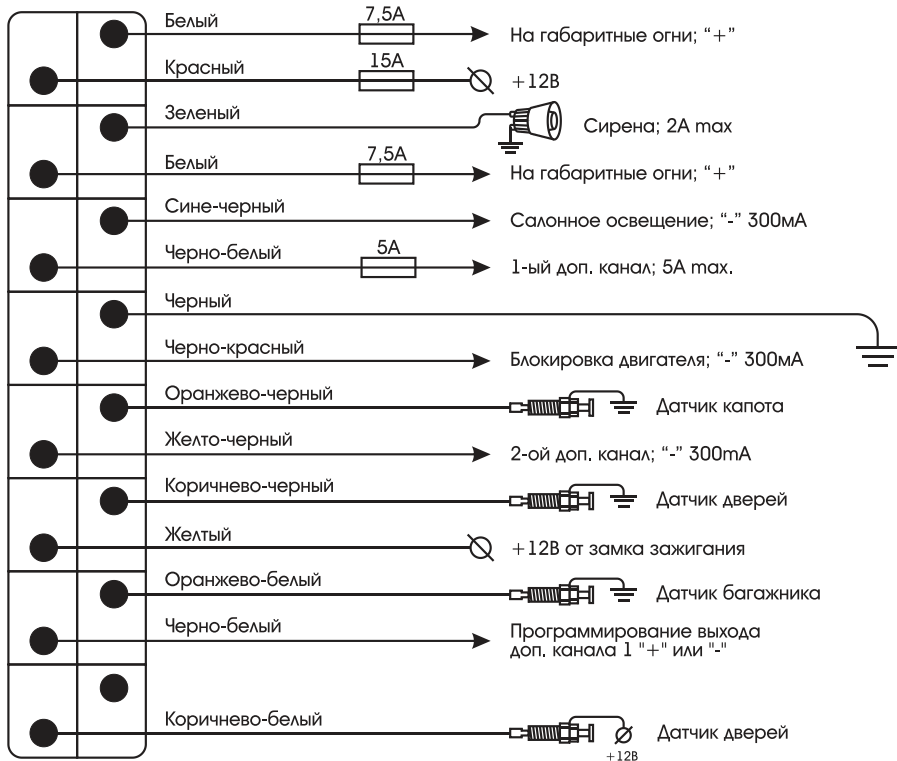 Белый 7,5А На габаритные огни; “+”
Красный 15А +12В
Зеленый Сирена; 2А max
Белый 7,5А На габаритные огни; “+”
Сине-черный Салонное освещение; “-” 300мА
Черно-белый 5А 1-ый доп. канал; 5А max.
Черный
Черно-красный Блокировка двигателя; “-” 300мА
Оранжево-черный Датчик капота
Желто-черный 2-ой доп. канал; “-” 300mA
Коричнево-черный Датчик дверей
Желтый +12В от замка зажигания
Оранжево-белый Датчик багажника
Черно-белый Программирование выхода
доп. канала 1 "+" или "-"
Коричнево-белый Датчик дверей
+12В